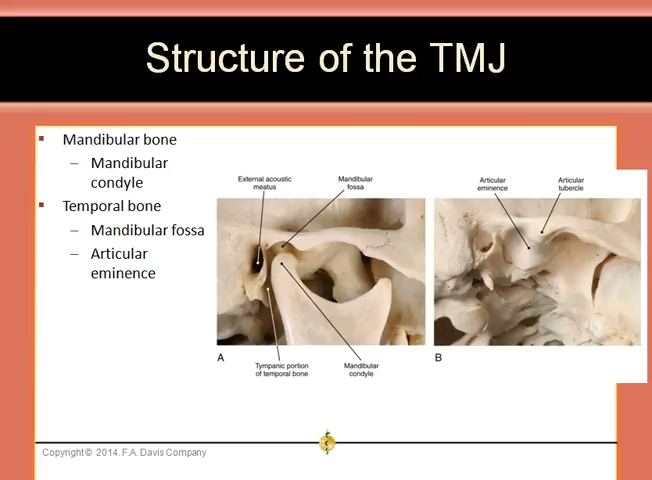 Structure of the TMJ
▪ Mandibular bone
– Mandibular
condyle
▪ Temporal bone
– Mandibular fossa
– Articular
eminence
External acoustic
meatus
Mandibular
fossa
Articular
eminence
Articular
tubercle
A
Tympanic portion
of temporal bone
Mandibular
condyle
B
Copyright © 2014. F.A. Davis Company